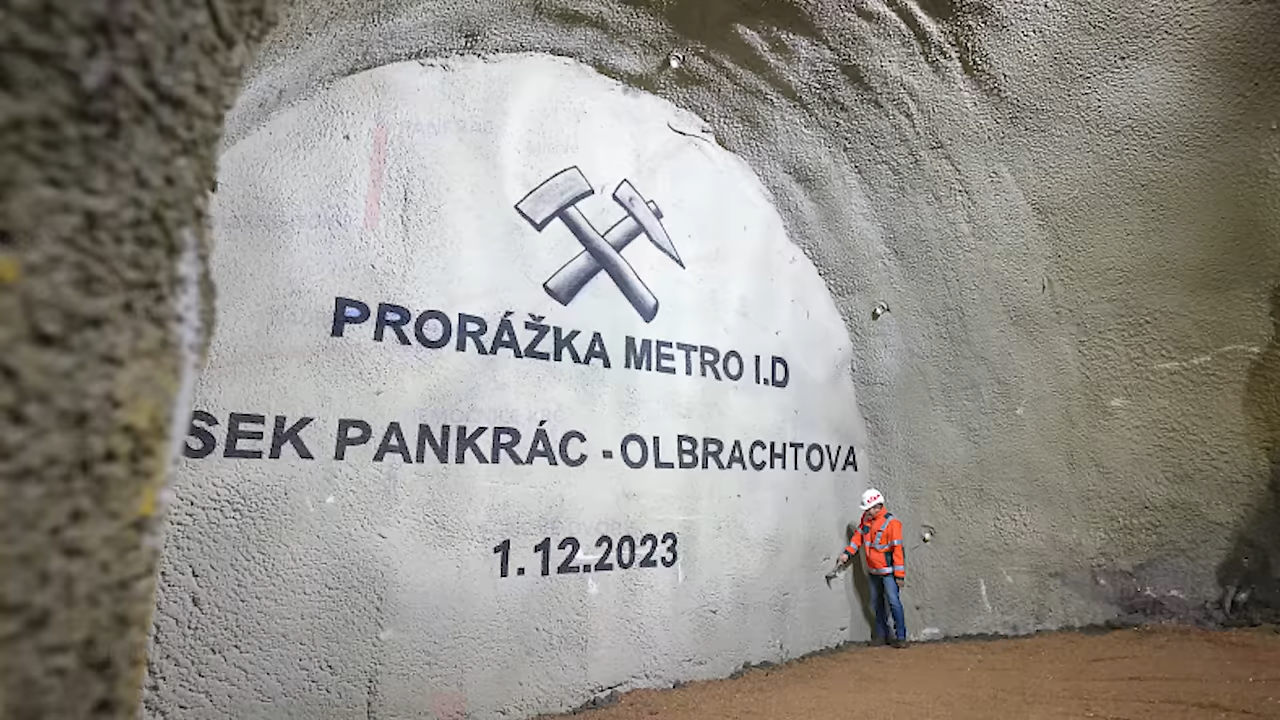 PRORÁŽKA METRO I.D
SEK PANKRÁC - OLBRACHTOVA
1.12.2023